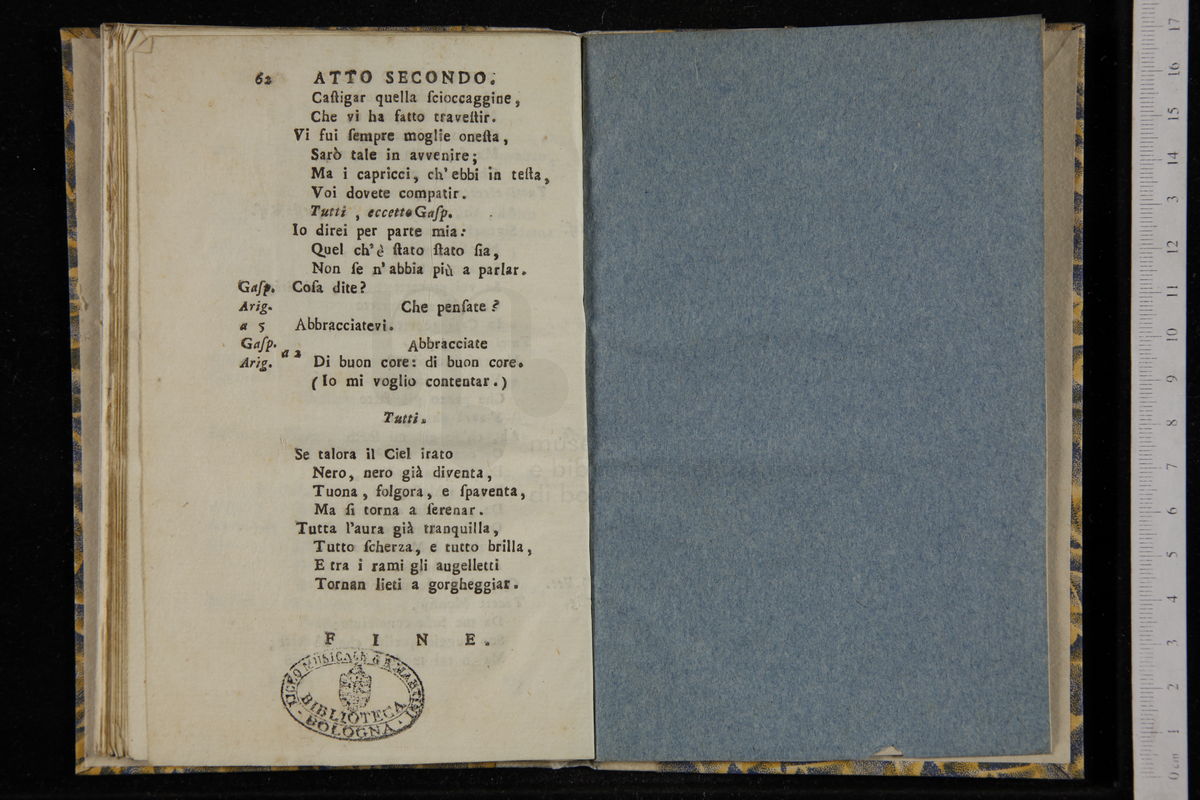 62 ATTO SECONDO.
Caſtigar quella ſcioccaggine,
Che vi ha fatto traveſtir.
Vi fui ſempre moglie oneſta,
Sarò tale in avvenire;
Ma i capricci, ch'ebbi in teſta,
Voi dovete compatir.
Tutti, eccetto Gaſp.
Io direi per parte mia:
Quel ch'è ſtato ſtato ſia,
Non ſe n'abbia più a parlar.
Gaſp. Coſa dite?
Arig. Che penſate?
a 5 Abbracciatevi.
Gaſp. Abbracciate
a 2
Arig. Di buon core: di buon core.
(Io mi voglio contentar.)
Tutti.
Se talora il Ciel irato
Nero, nero già diventa,
Tuona, folgora, e ſpaventa,
Ma ſi torna a ſerenar.
Tutta l'aura già tranquilla,
Tutto ſcherza, e tutto brilla,
E tra i rami gli augelletti
Tornan lieti a gorgheggiar.
FINE.
LICEO MUSICALE G. B. MARTINI
BIBLIOTECA
BOLOGNA
17
16
15
14
13
12
11
10
9
8
7
6
5
4
3
2
1
0 cm